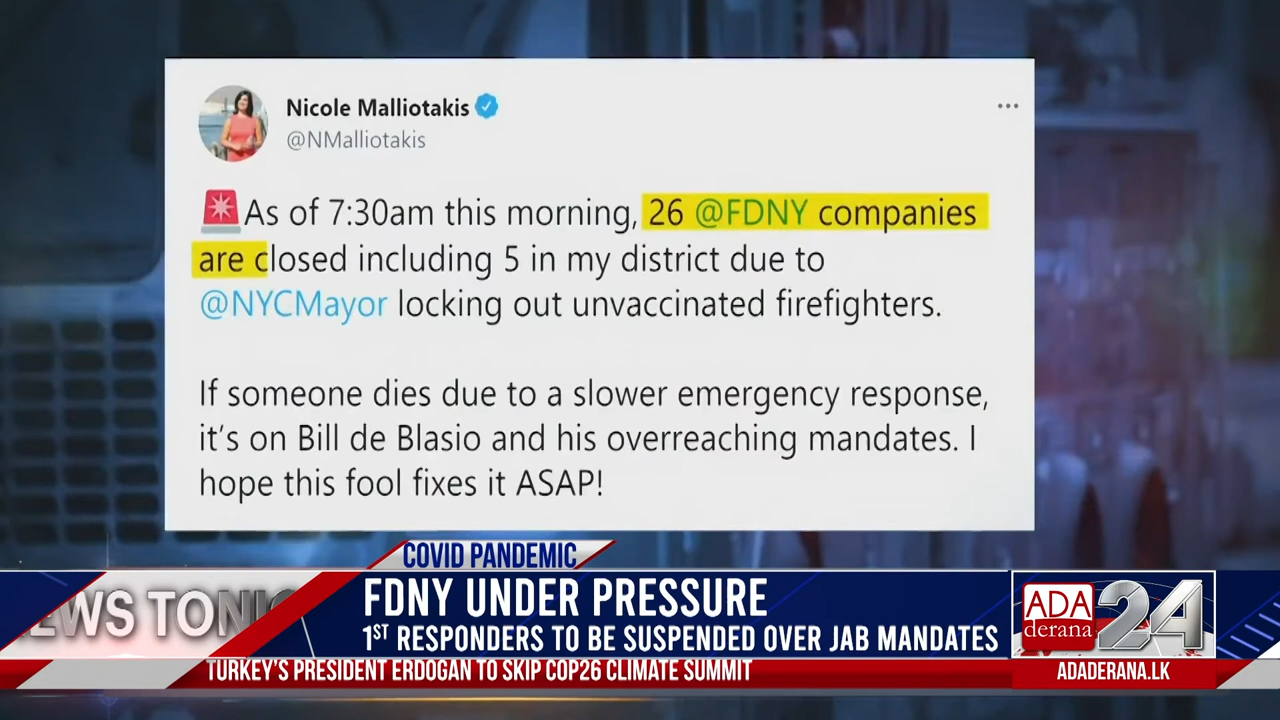 Nicole Malliotakis
@NMalliotakis
As of 7:30am this morning, 26 @FDNY companies
are closed including 5 in my district due to
@NYCMayor locking out unvaccinated firefighters.
If someone dies due to a slower emergency response,
it's on Bill de Blasio and his overreaching mandates. I
hope this fool fixes it ASAP!
COVID PANDEMIC
FDNY UNDER PRESSURE
1ST RESPONDERS TO BE SUSPENDED OVER JAB MANDATES
ADA
derana
24
TURKEY'S PRESIDENT ERDOGAN TO SKIP COP26 CLIMATE SUMMIT
ADADERANA.LK